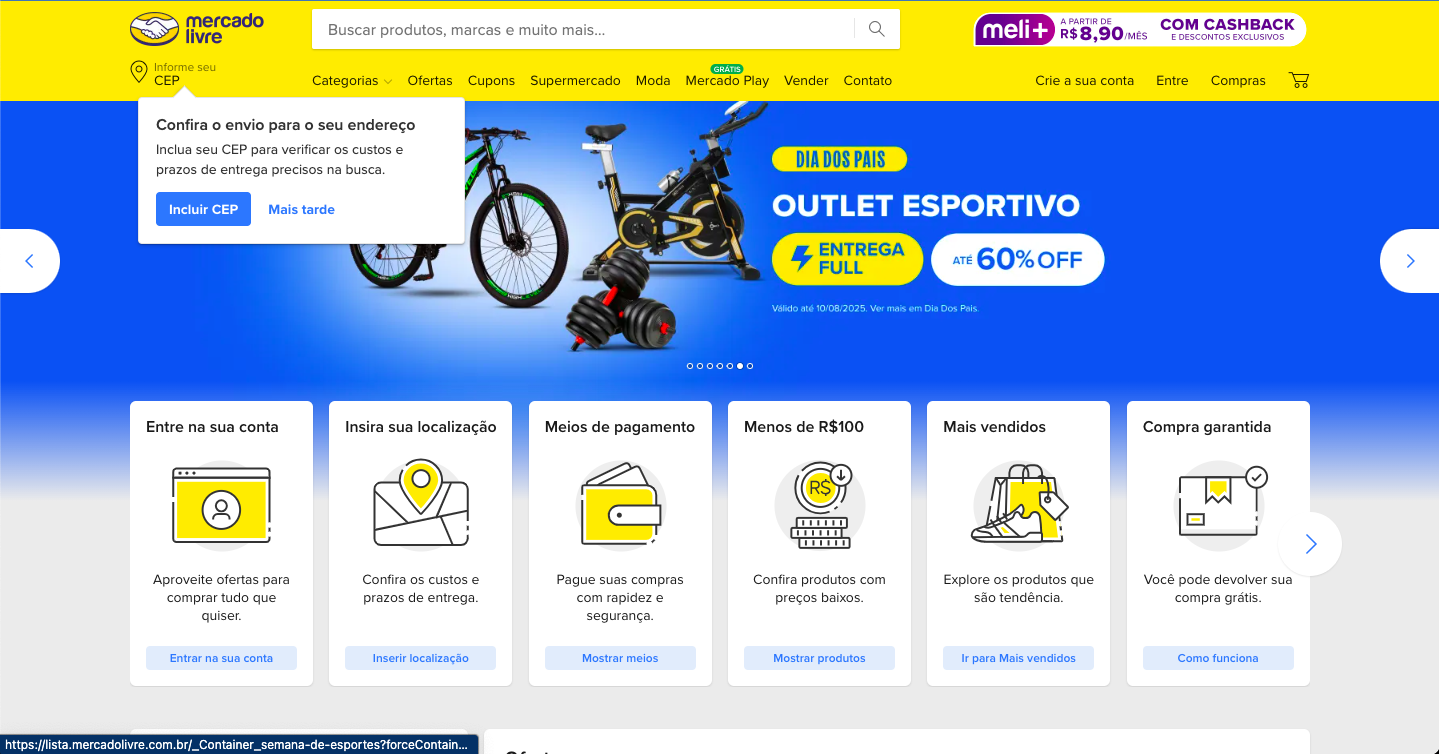 mercado
livre
Buscar produtos, marcas e muito mais...
meli+
A PARTIR DE
R$8,90/MÊS
COM CASHBACK
E DESCONTOS EXCLUSIVOS
Informe seu
CEP
GRÁTIS
Categorias Ofertas Cupons Supermercado Moda Mercado Play Vender Contato
Crie a sua conta Entre Compras
Confira o envio para o seu endereço
Inclua seu CEP para verificar os custos e
prazos de entrega precisos na busca.
Incluir CEP Mais tarde
DIA DOS PAIS
OUTLET ESPORTIVO
ENTREGA
FULL
ATÉ 60% OFF
Válido até 10/08/2025. Ver mais em Dia Dos Pais.
Entre na sua conta
Aproveite ofertas para
comprar tudo que
quiser.
Entrar na sua conta
Insira sua localização
Confira os custos e
prazos de entrega.
Inserir localização
Meios de pagamento
Pague suas compras
com rapidez e
segurança.
Mostrar meios
Menos de R$100
R$
Confira produtos com
preços baixos.
Mostrar produtos
Mais vendidos
Explore os produtos que
são tendência.
Ir para Mais vendidos
Compra garantida
Você pode devolver sua
compra grátis.
Como funciona
https://lista.mercadolivre.com.br/_Container_semana-de-esportes?forceContain...